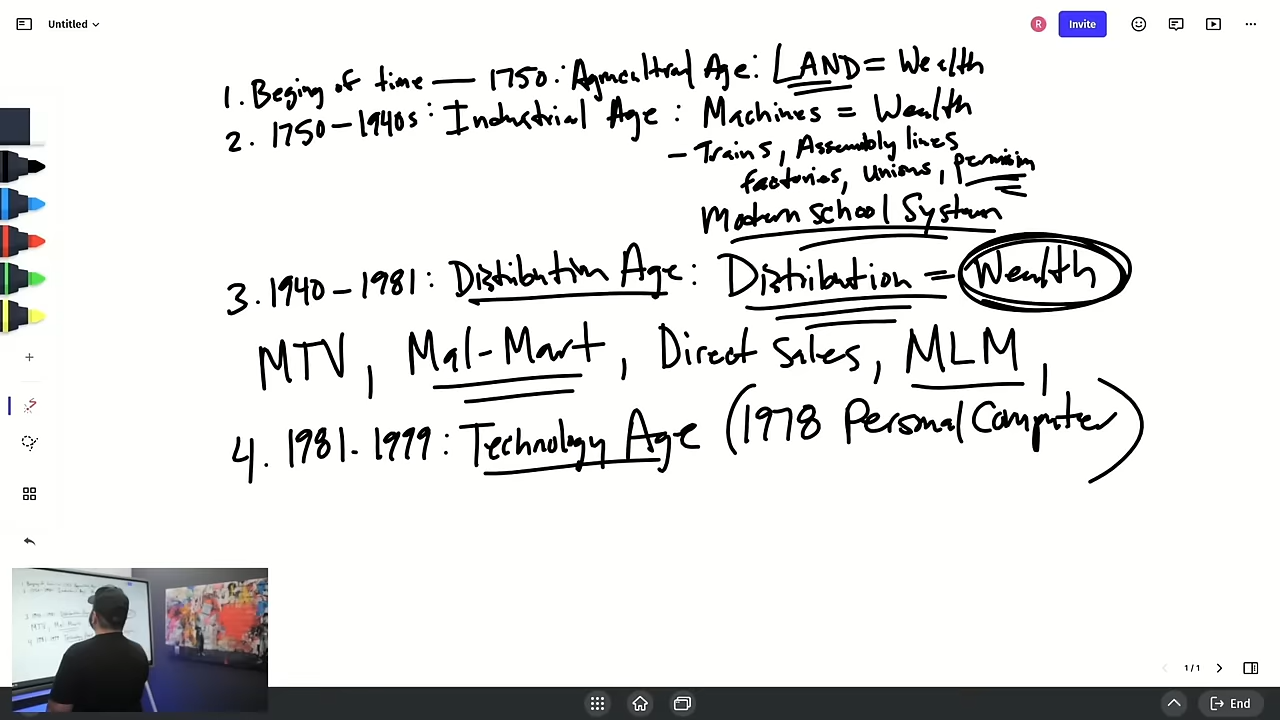 Untitled
R
Invite
1. Beging of time — 1750: Agricultral Age: LAND = Wealth
2. 1750 - 1940s: Industrial Age: Machines = Wealth
- Trains, Assembly lines
factories, unions, permission
Modern School System
3. 1940 - 1981: Distribution Age: Distribution = Wealth
MTV, Wal-Mart, Direct Sales, MLM,
4. 1981 - 1999: Technology Age (1978 Personal Computer)
1/1
End